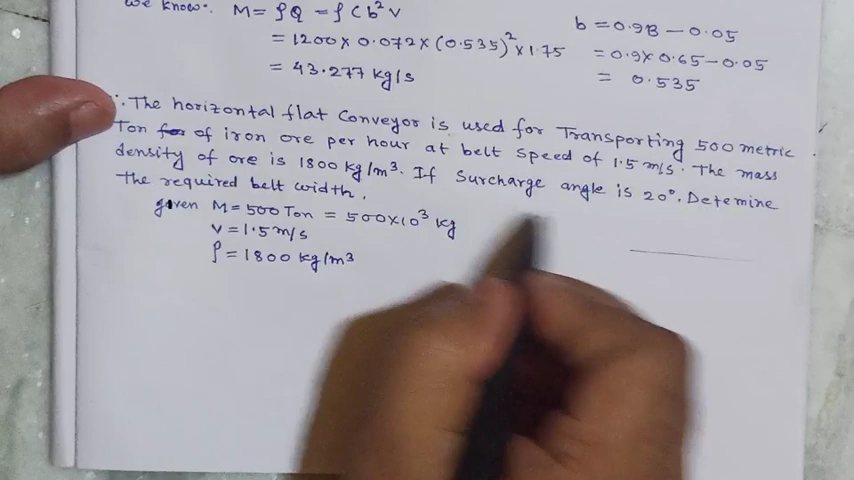 we know:. M = ρQ = ρ C b² V
= 1200 × 0.072 × (0.535)² × 1.75
= 43.277 kg/s
b = 0.9B - 0.05
= 0.9 × 0.65 - 0.05
= 0.535
∴ The horizontal flat Conveyor is used for Transporting 500 metric
Ton of iron ore per hour at belt speed of 1.5 m/s. The mass
density of ore is 1800 kg/m³. If Surcharge angle is 20°. Detemine
the required belt width.
given M = 500 Ton = 500×10³ kg
V = 1.5 m/s
ρ = 1800 kg/m³